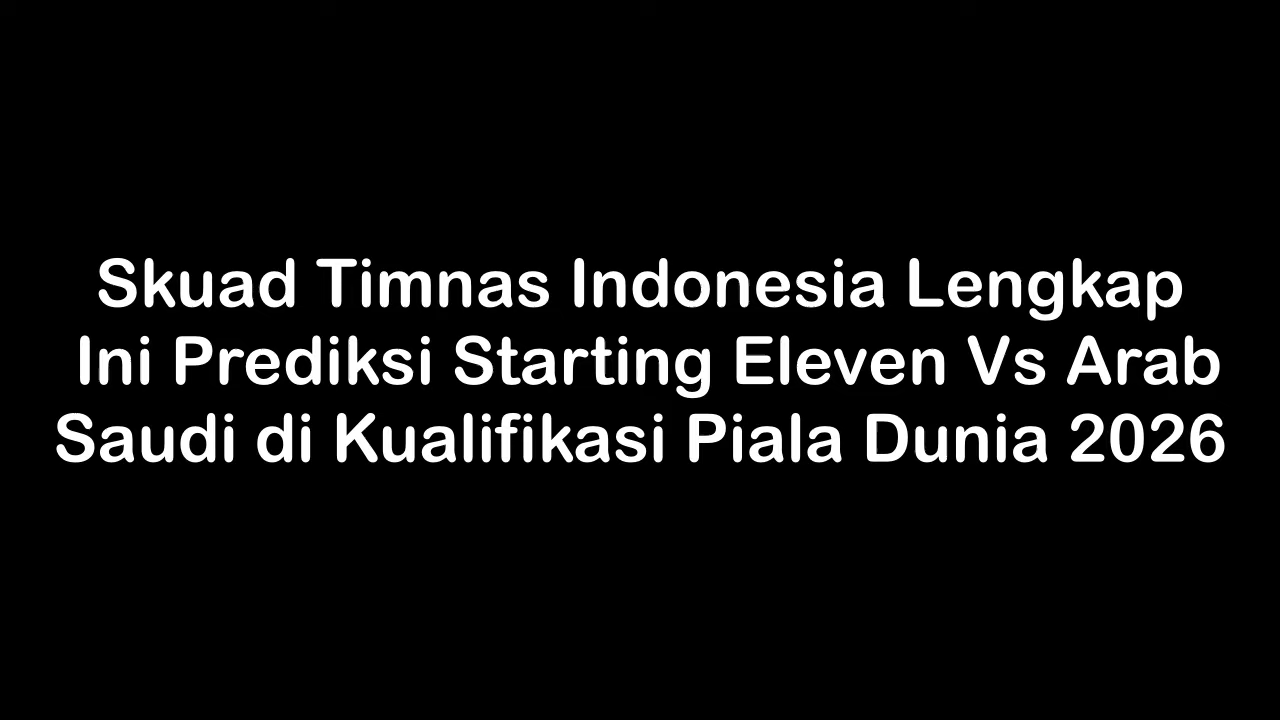 Skuad Timnas Indonesia Lengkap
Ini Prediksi Starting Eleven Vs Arab
Saudi di Kualifikasi Piala Dunia 2026